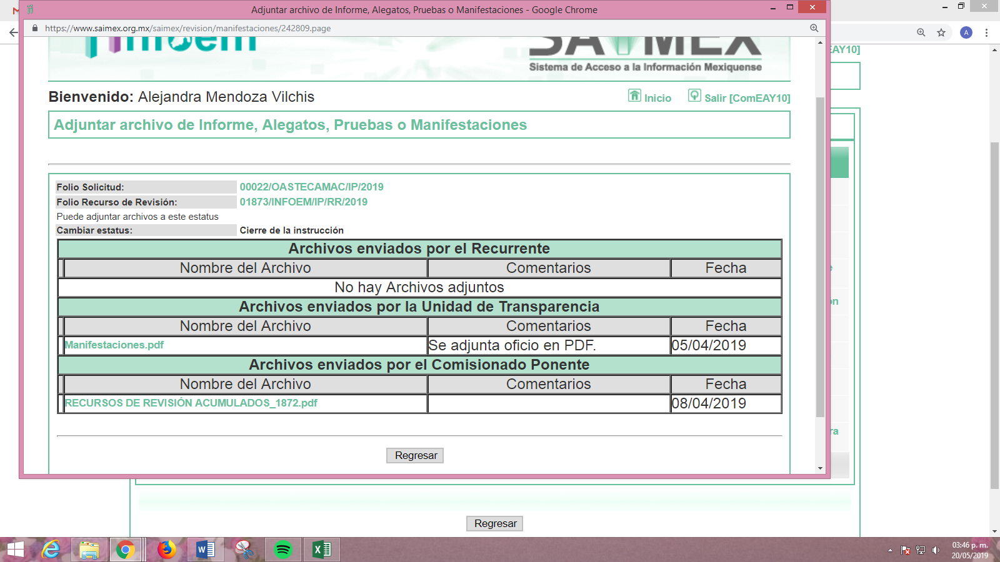 Adjuntar archivo de Informe, Alegatos, Pruebas o Manifestaciones - Google Chrome
https://www.saimex.org.mx/saimex/revision/manifestaciones/242809.page
infoem
SAIMEX
Sistema de Acceso a la Información Mexiquense
Bienvenido: Alejandra Mendoza Vilchis
Inicio
Salir [ComEAY10]
Adjuntar archivo de Informe, Alegatos, Pruebas o Manifestaciones
Folio Solicitud: 00022/OASTECAMAC/IP/2019
Folio Recurso de Revisión: 01873/INFOEM/IP/RR/2019
Puede adjuntar archivos a este estatus
Cambiar estatus: Cierre de la instrucción
Archivos enviados por el Recurrente
Nombre del Archivo Comentarios Fecha
No hay Archivos adjuntos
Archivos enviados por la Unidad de Transparencia
Nombre del Archivo Comentarios Fecha
Manifestaciones.pdf Se adjunta oficio en PDF. 05/04/2019
Archivos enviados por el Comisionado Ponente
Nombre del Archivo Comentarios Fecha
RECURSOS DE REVISIÓN ACUMULADOS_1872.pdf 08/04/2019
Regresar
EAY10]
A
e
on
ra
Regresar
03:46 p. m.
20/05/2019